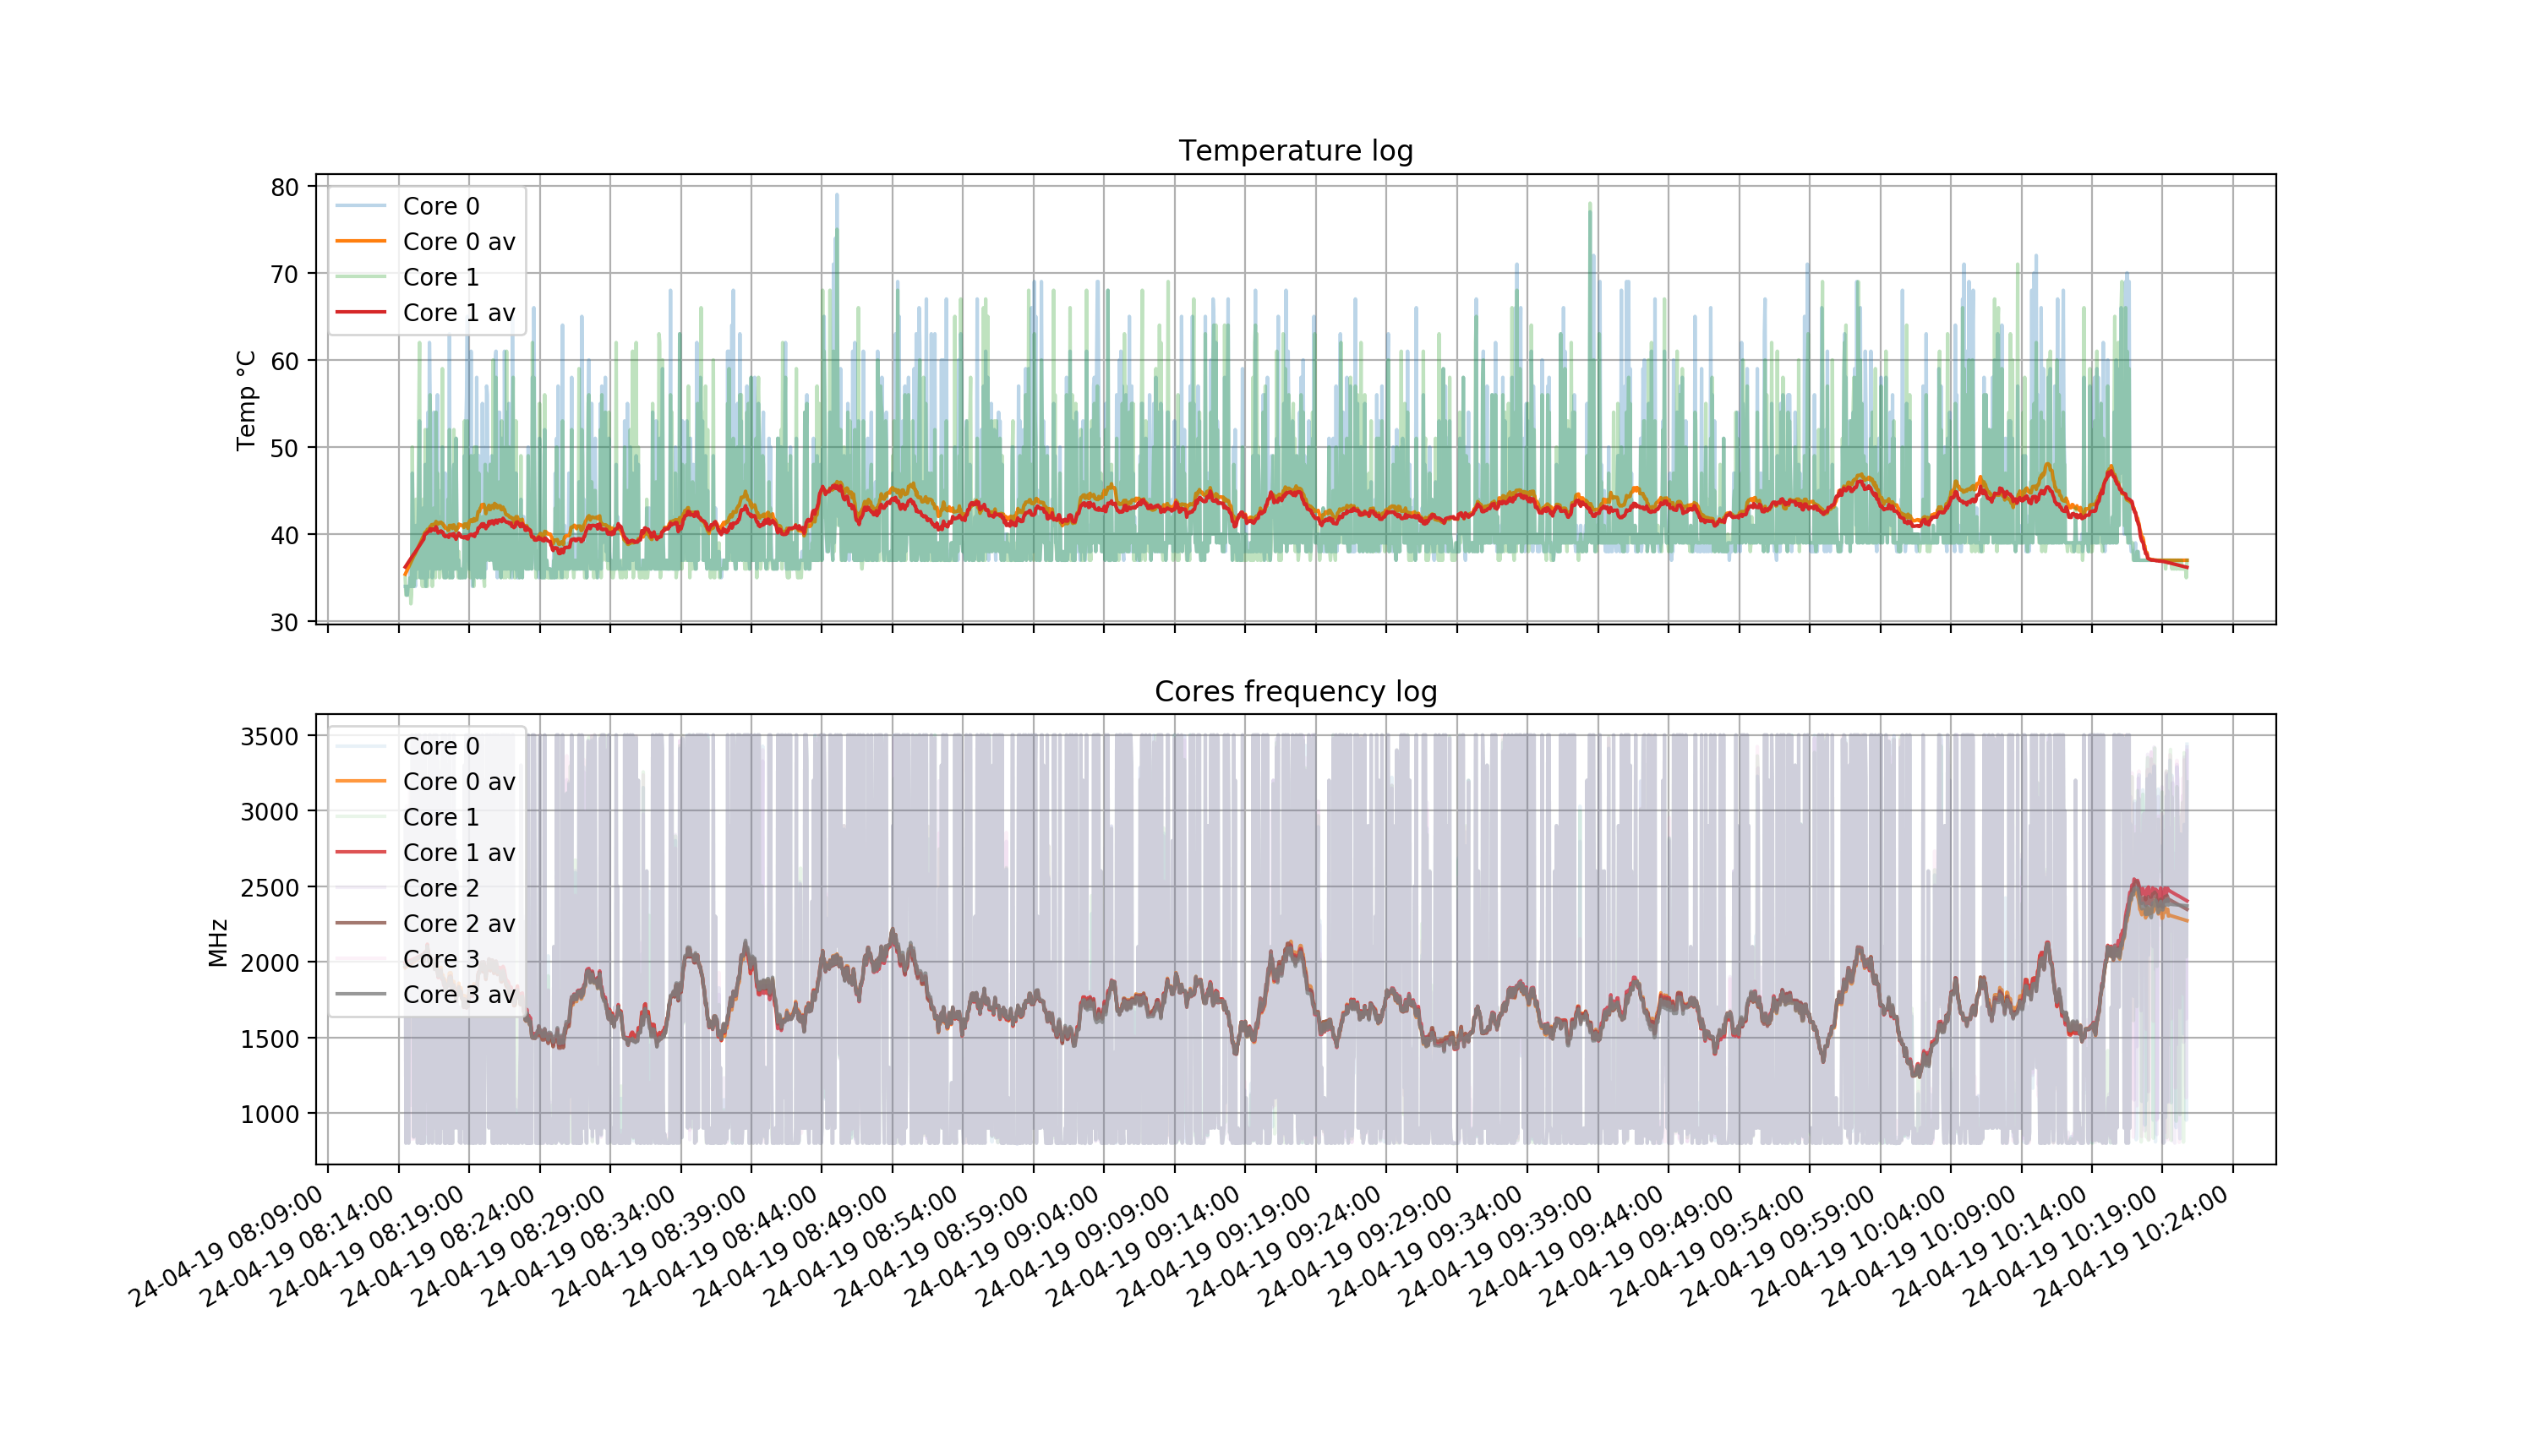 Temperature log
80
70
60
50
40
30
Temp °C
Core 0
Core 0 av
Core 1
Core 1 av
Cores frequency log
3500
3000
2500
2000
1500
1000
MHz
Core 0
Core 0 av
Core 1
Core 1 av
Core 2
Core 2 av
Core 3
Core 3 av
24-04-19 08:09:00
24-04-19 08:14:00
24-04-19 08:19:00
24-04-19 08:24:00
24-04-19 08:29:00
24-04-19 08:34:00
24-04-19 08:39:00
24-04-19 08:44:00
24-04-19 08:49:00
24-04-19 08:54:00
24-04-19 08:59:00
24-04-19 09:04:00
24-04-19 09:09:00
24-04-19 09:14:00
24-04-19 09:19:00
24-04-19 09:24:00
24-04-19 09:29:00
24-04-19 09:34:00
24-04-19 09:39:00
24-04-19 09:44:00
24-04-19 09:49:00
24-04-19 09:54:00
24-04-19 09:59:00
24-04-19 10:04:00
24-04-19 10:09:00
24-04-19 10:14:00
24-04-19 10:19:00
24-04-19 10:24:00